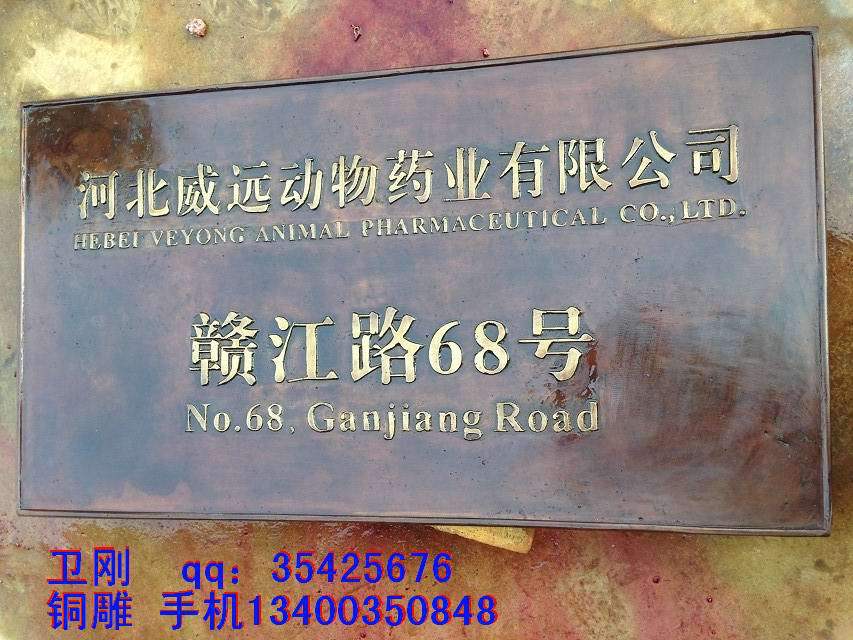 河北威远动物药业有限公司
HEBEI VEYONG ANIMAL PHARMACEUTICAL CO.,LTD.
赣江路68号
No.68, Ganjiang Road
卫刚 qq：35425676
铜雕 手机13400350848